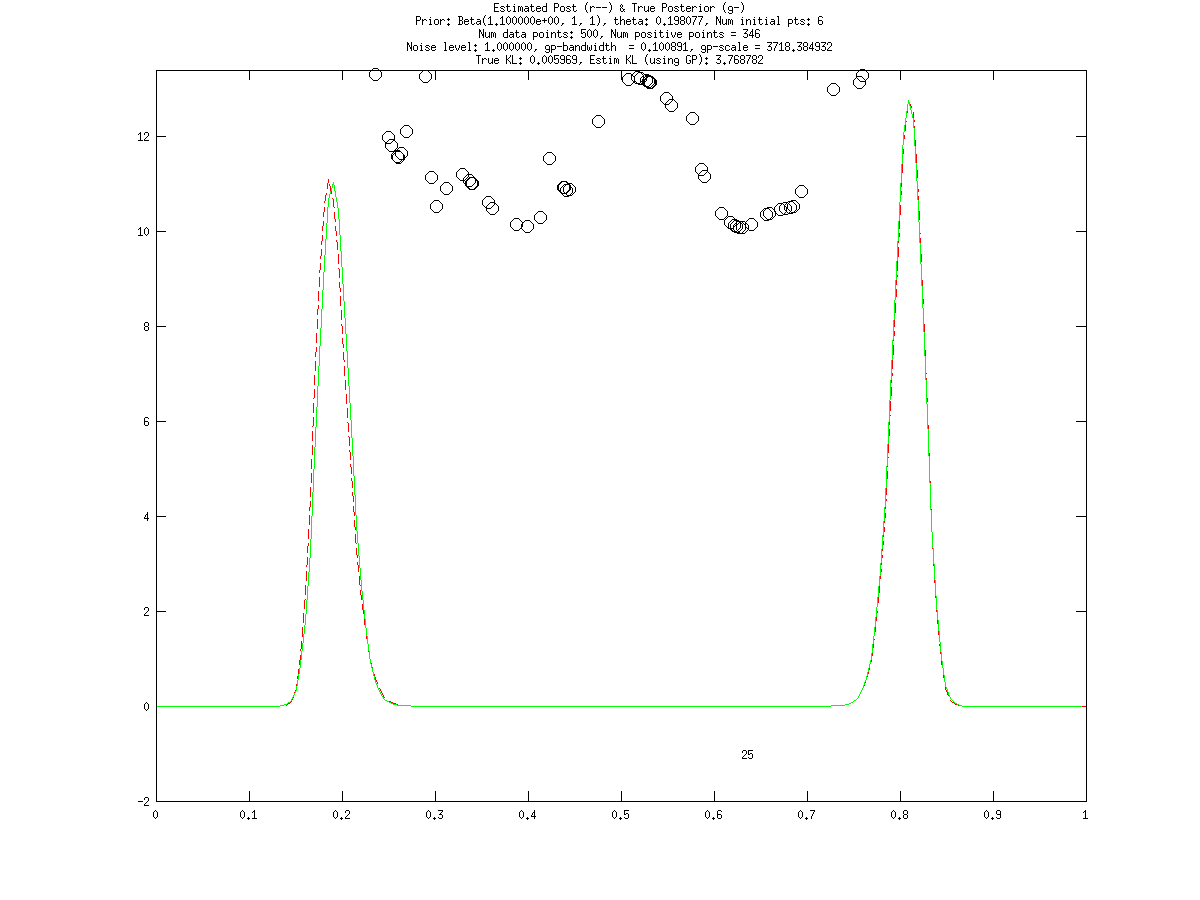 Estimated Post (r--) & True Posterior (g-)
Prior: Beta(1.100000e+00, 1, 1), theta: 0.198077, Num initial pts: 6
Num data points: 500, Num positive points = 346
Noise level: 1.000000, gp-bandwidth = 0.100891, gp-scale = 3718.384932
True KL: 0.005969, Estim KL (using GP): 3.768782
12
10
8
6
4
2
0
25
-2
0 0.1 0.2 0.3 0.4 0.5 0.6 0.7 0.8 0.9 1